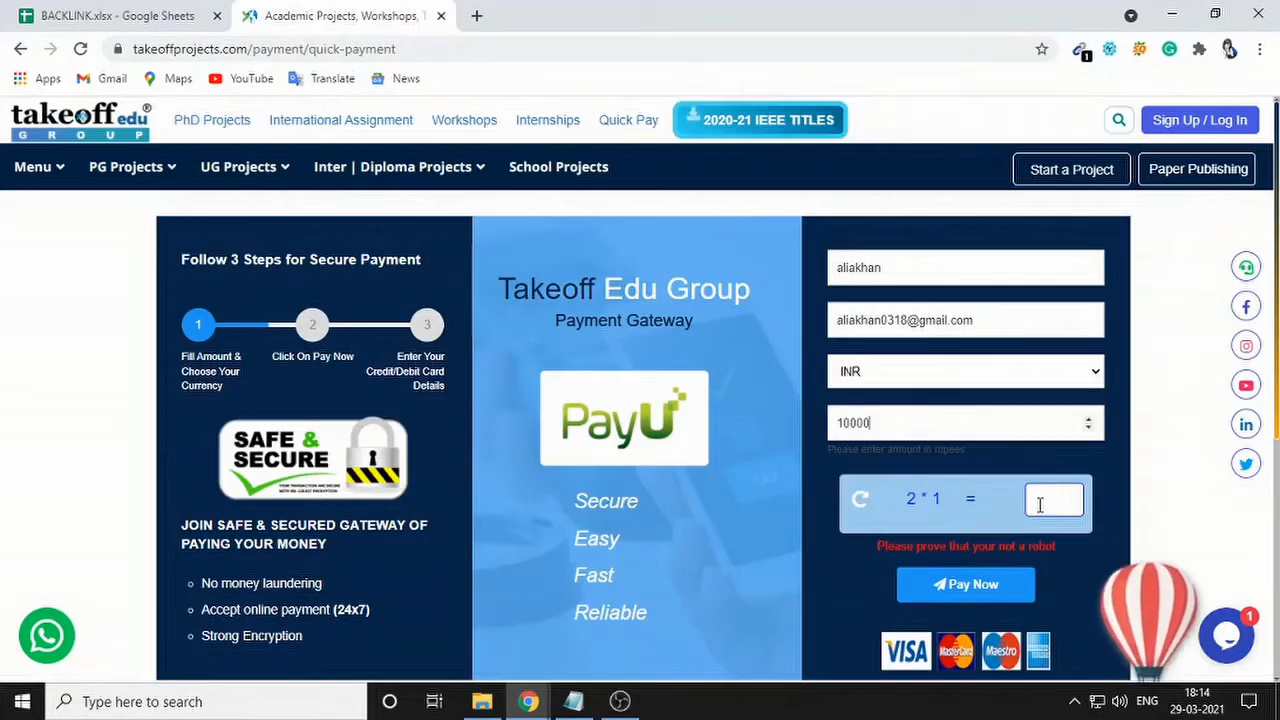 BACKLINK.xlsx - Google Sheets
Academic Projects, Workshops, T
takeoffprojects.com/payment/quick-payment
1
Apps
Gmail
Maps
YouTube
Translate
News
takeoff edu®
GROUP
PhD Projects
International Assignment
Workshops
Internships
Quick Pay
2020-21 IEEE TITLES
Sign Up / Log In
Menu
PG Projects
UG Projects
Inter | Diploma Projects
School Projects
Start a Project
Paper Publishing
Follow 3 Steps for Secure Payment
1
2
3
Fill Amount &
Choose Your
Currency
Click On Pay Now
Enter Your
Credit/Debit Card
Details
SAFE &
SECURE
JOIN SAFE & SECURED GATEWAY OF
PAYING YOUR MONEY
No money laundering
Accept online payment (24x7)
Strong Encryption
Takeoff Edu Group
Payment Gateway
PayU
Secure
Easy
Fast
Reliable
aliakhan
aliakhan0318@gmail.com
INR
10000
Please enter amount in rupees
2 * 1 =
Please prove that your not a robot
Pay Now
VISA
MasterCard
Maestro
1
Type here to search
ENG
18:14
29-03-2021